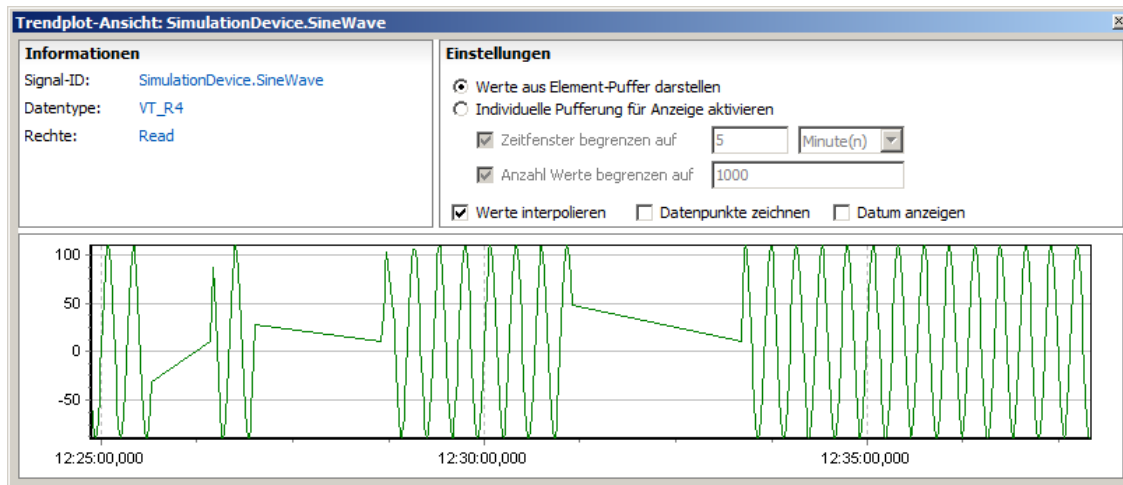 Trendplot-Ansicht: SimulationDevice.SineWave
Informationen
Signal-ID: SimulationDevice.SineWave
Datentype: VT_R4
Rechte: Read
Einstellungen
Werte aus Element-Puffer darstellen
Individuelle Pufferung für Anzeige aktivieren
Zeitfenster begrenzen auf 5 Minute(n)
Anzahl Werte begrenzen auf 1000
Werte interpolieren Datenpunkte zeichnen Datum anzeigen
100
50
0
-50
12:25:00,000 12:30:00,000 12:35:00,000